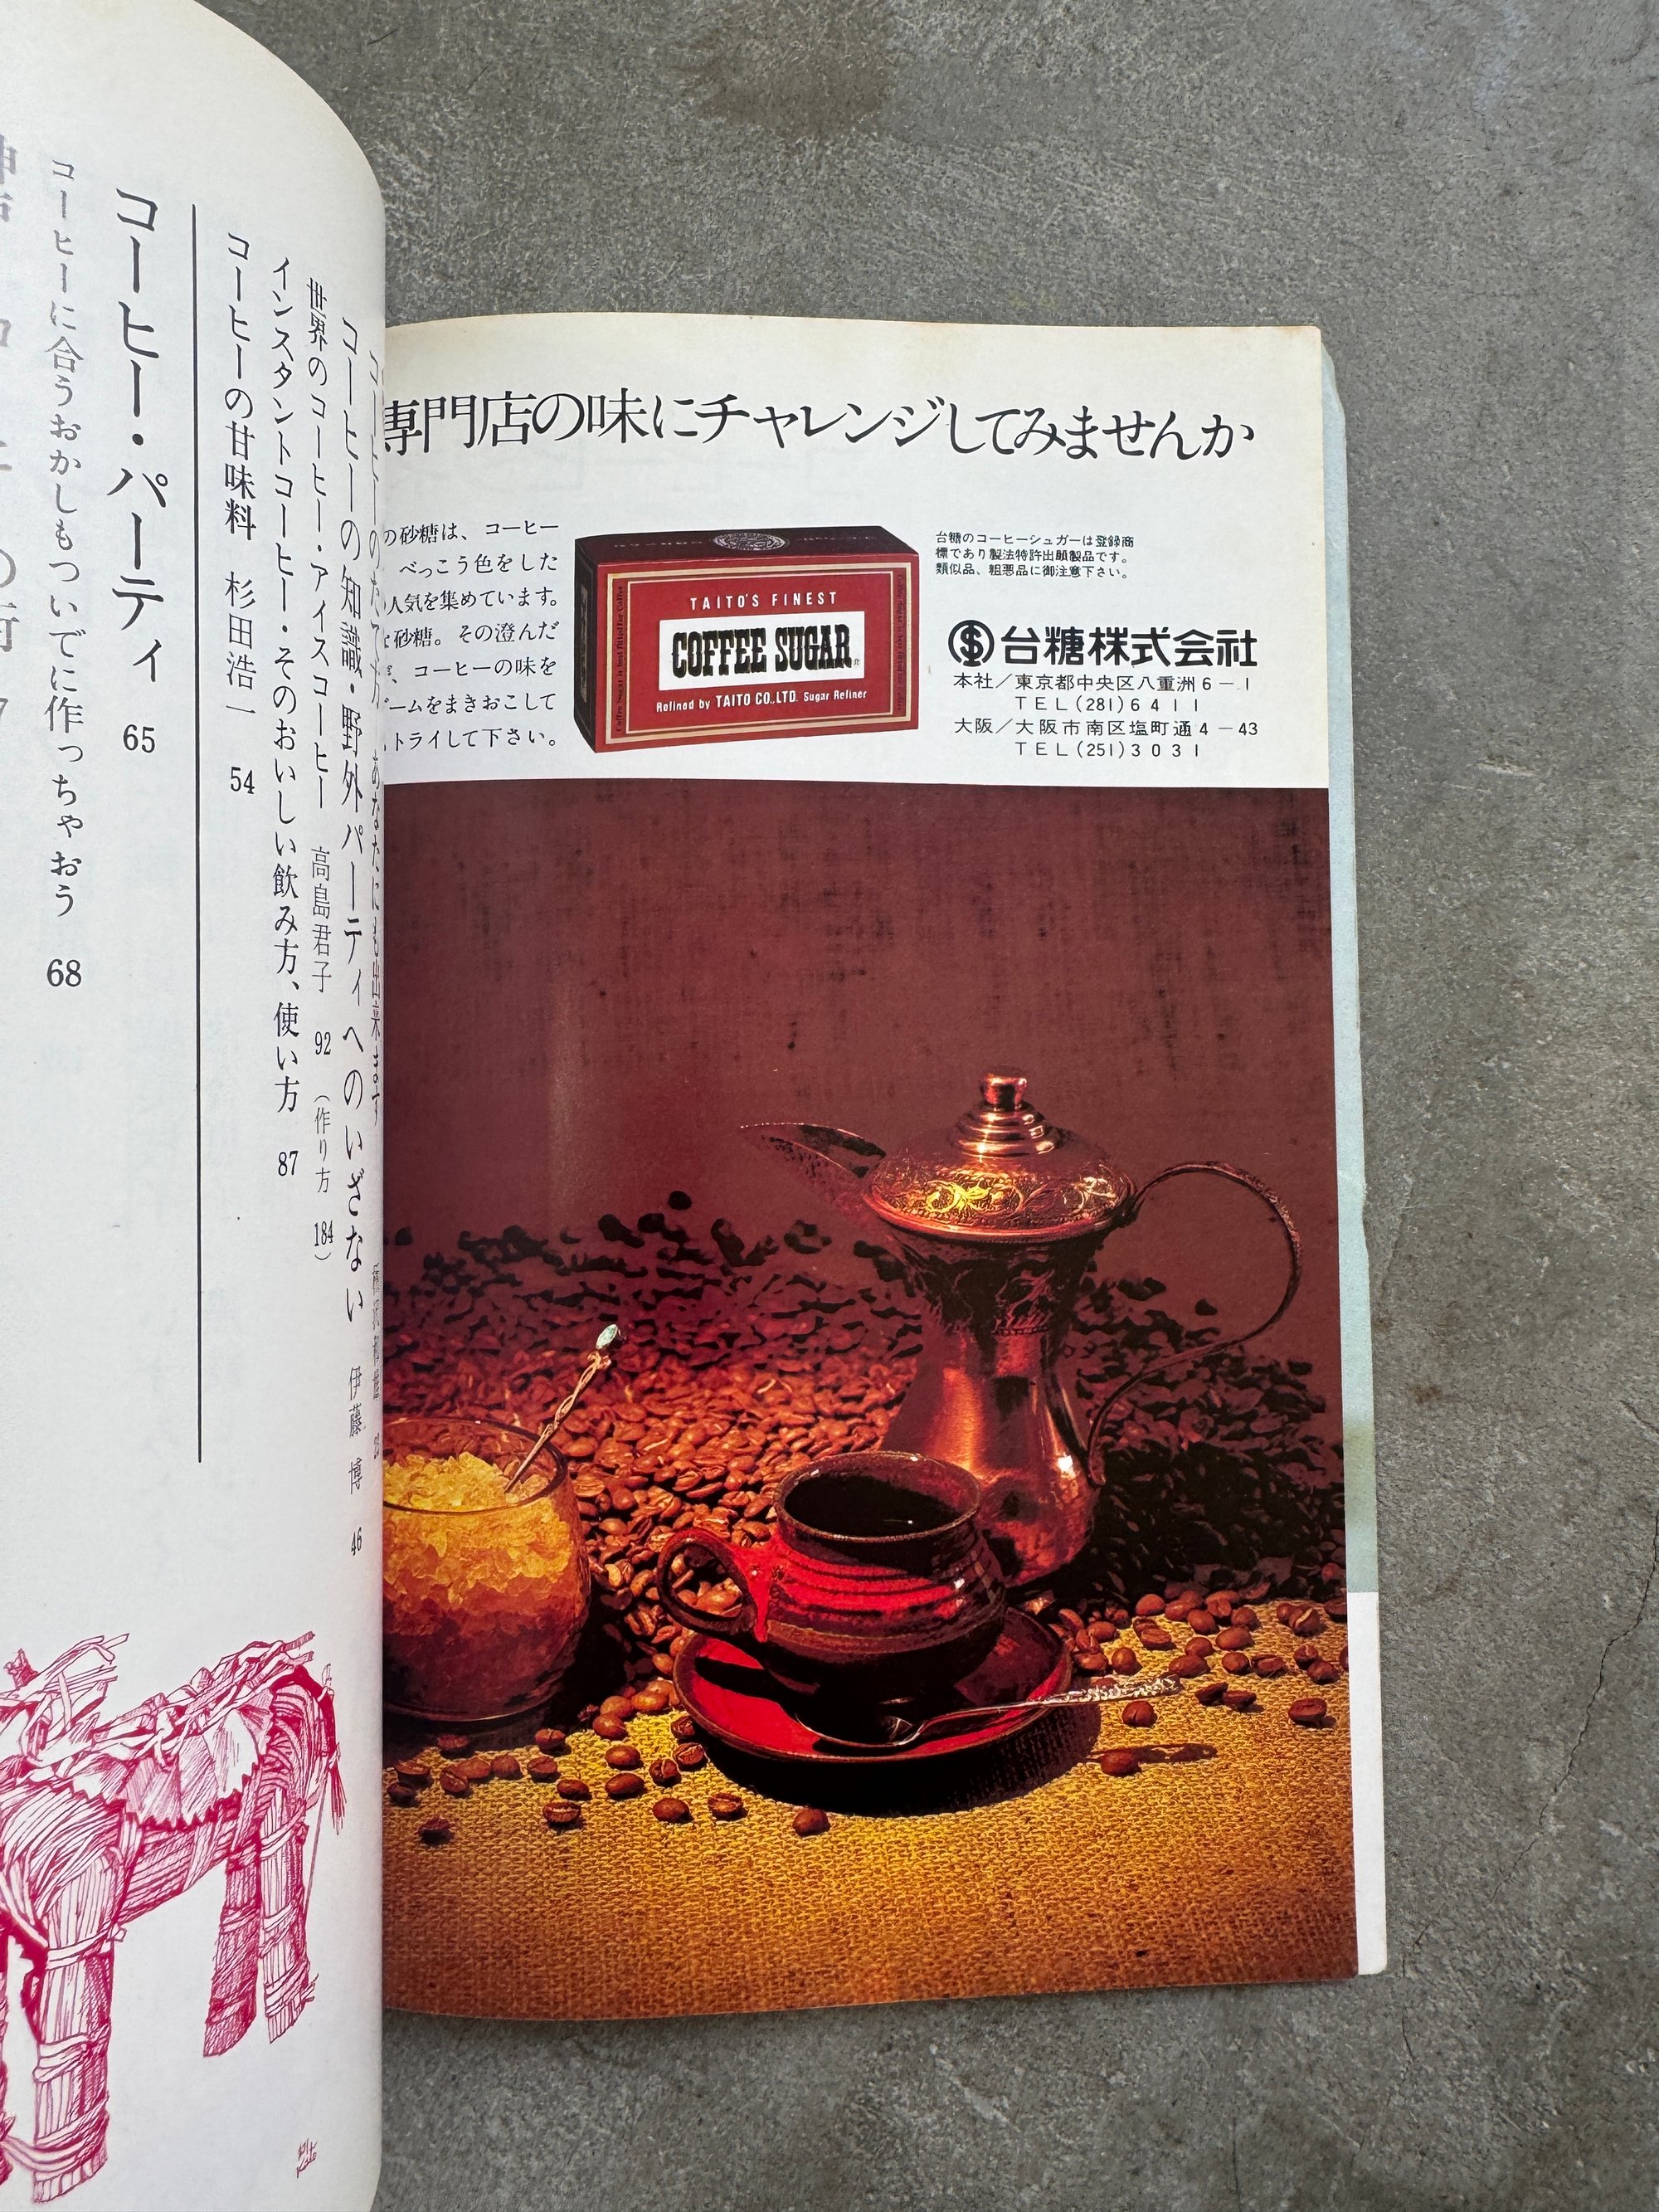 コーヒーの知識・野外パーティへのいざない 伊藤 博 46
世界のコーヒー・アイスコーヒー 高島君子 92 (作り方 184)
インスタントコーヒー・そのおいしい飲み方、使い方 87
コーヒーの甘味料 杉田浩一 54
コーヒー・パーティ 65
コーヒーに合うおかしもついでに作っちゃおう 68
専門店の味にチャレンジしてみませんか
の砂糖は、コーヒー
べっこう色をした
人気を集めています。
砂糖。その澄んだ
、コーヒーの味を
ームをまきおこして
トライして下さい。
TAITO'S FINEST
COFFEE SUGAR
Refined by TAITO CO.,LTD. Sugar Refiner
台糖のコーヒーシュガーは登録商
標であり製法特許出願製品です。
類似品、粗悪品に御注意下さい。
台糖株式会社
本社/東京都中央区八重洲6-1
TEL(281)6411
大阪/大阪市南区塩町通4-43
TEL(251)3031